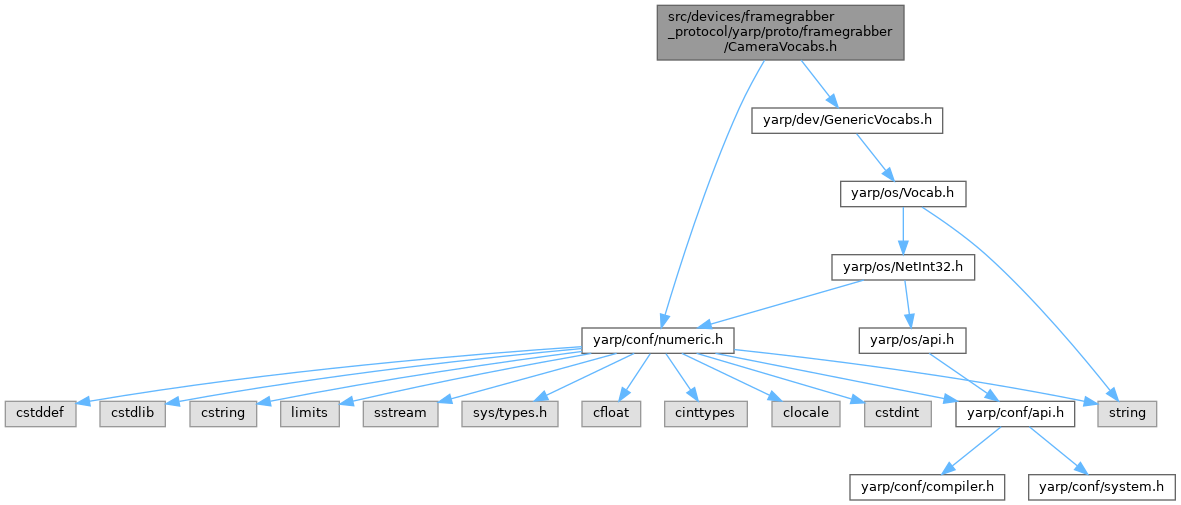 src/devices/framegrabber
_protocol/yarp/proto/framegrabber
/CameraVocabs.h
yarp/dev/GenericVocabs.h
yarp/os/Vocab.h
yarp/os/NetInt32.h
yarp/conf/numeric.h
yarp/os/api.h
cstddef
cstdlib
cstring
limits
sstream
sys/types.h
cfloat
cinttypes
clocale
cstdint
yarp/conf/api.h
string
yarp/conf/compiler.h
yarp/conf/system.h